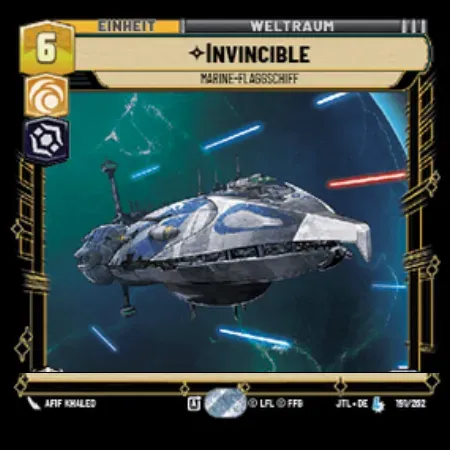 EINHEIT WELTRAUM
6
INVINCIBLE
MARINE-FLAGGSCHIFF
AFIF KHALED
A LFL FFG JTL • DE 191/262